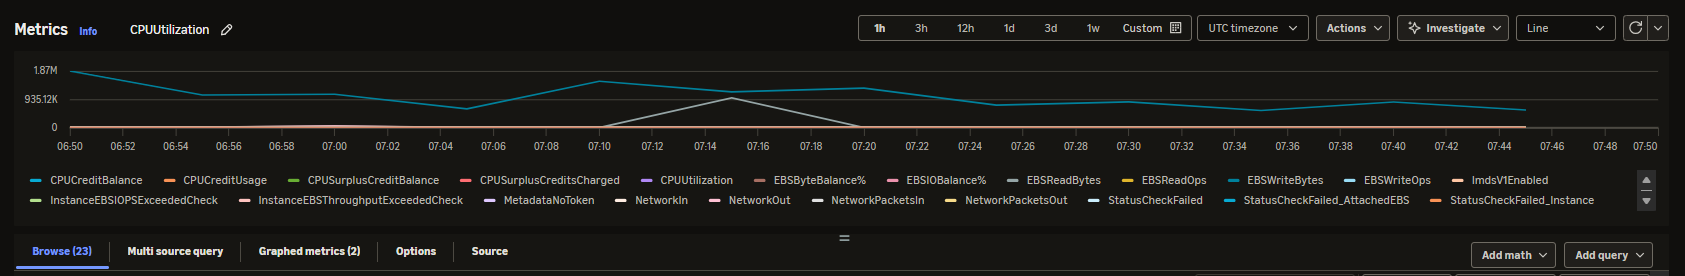 Metrics Info CPUUtilization 1h 3h 12h 1d 3d 1w Custom UTC timezone Actions Investigate Line
1.87M
935.12K
0
06:50 06:52 06:54 06:56 06:58 07:00 07:02 07:04 07:06 07:08 07:10 07:12 07:14 07:16 07:18 07:20 07:22 07:24 07:26 07:28 07:30 07:32 07:34 07:36 07:38 07:40 07:42 07:44 07:46 07:48 07:50
CPUCreditBalance CPUCreditUsage CPUSurplusCreditBalance CPUSurplusCreditsCharged CPUUtilization EBSByteBalance% EBSIOBalance% EBSReadBytes EBSReadOps EBSWriteBytes EBSWriteOps ImdsV1Enabled
InstanceEBSIOPSExceededCheck InstanceEBSThroughputExceededCheck MetadataNoToken NetworkIn NetworkOut NetworkPacketsIn NetworkPacketsOut StatusCheckFailed StatusCheckFailed_AttachedEBS StatusCheckFailed_Instance
Browse (23) Multi source query Graphed metrics (2) Options Source Add math Add query